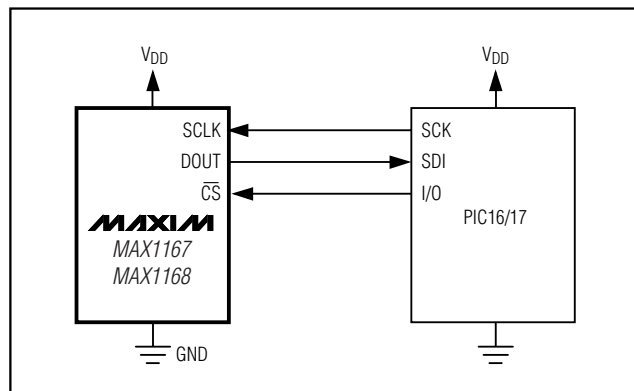 VDD
VDD
SCLK
SCK
DOUT
SDI
CS
I/O
MAXIM
MAX1167
MAX1168
PIC16/17
GND